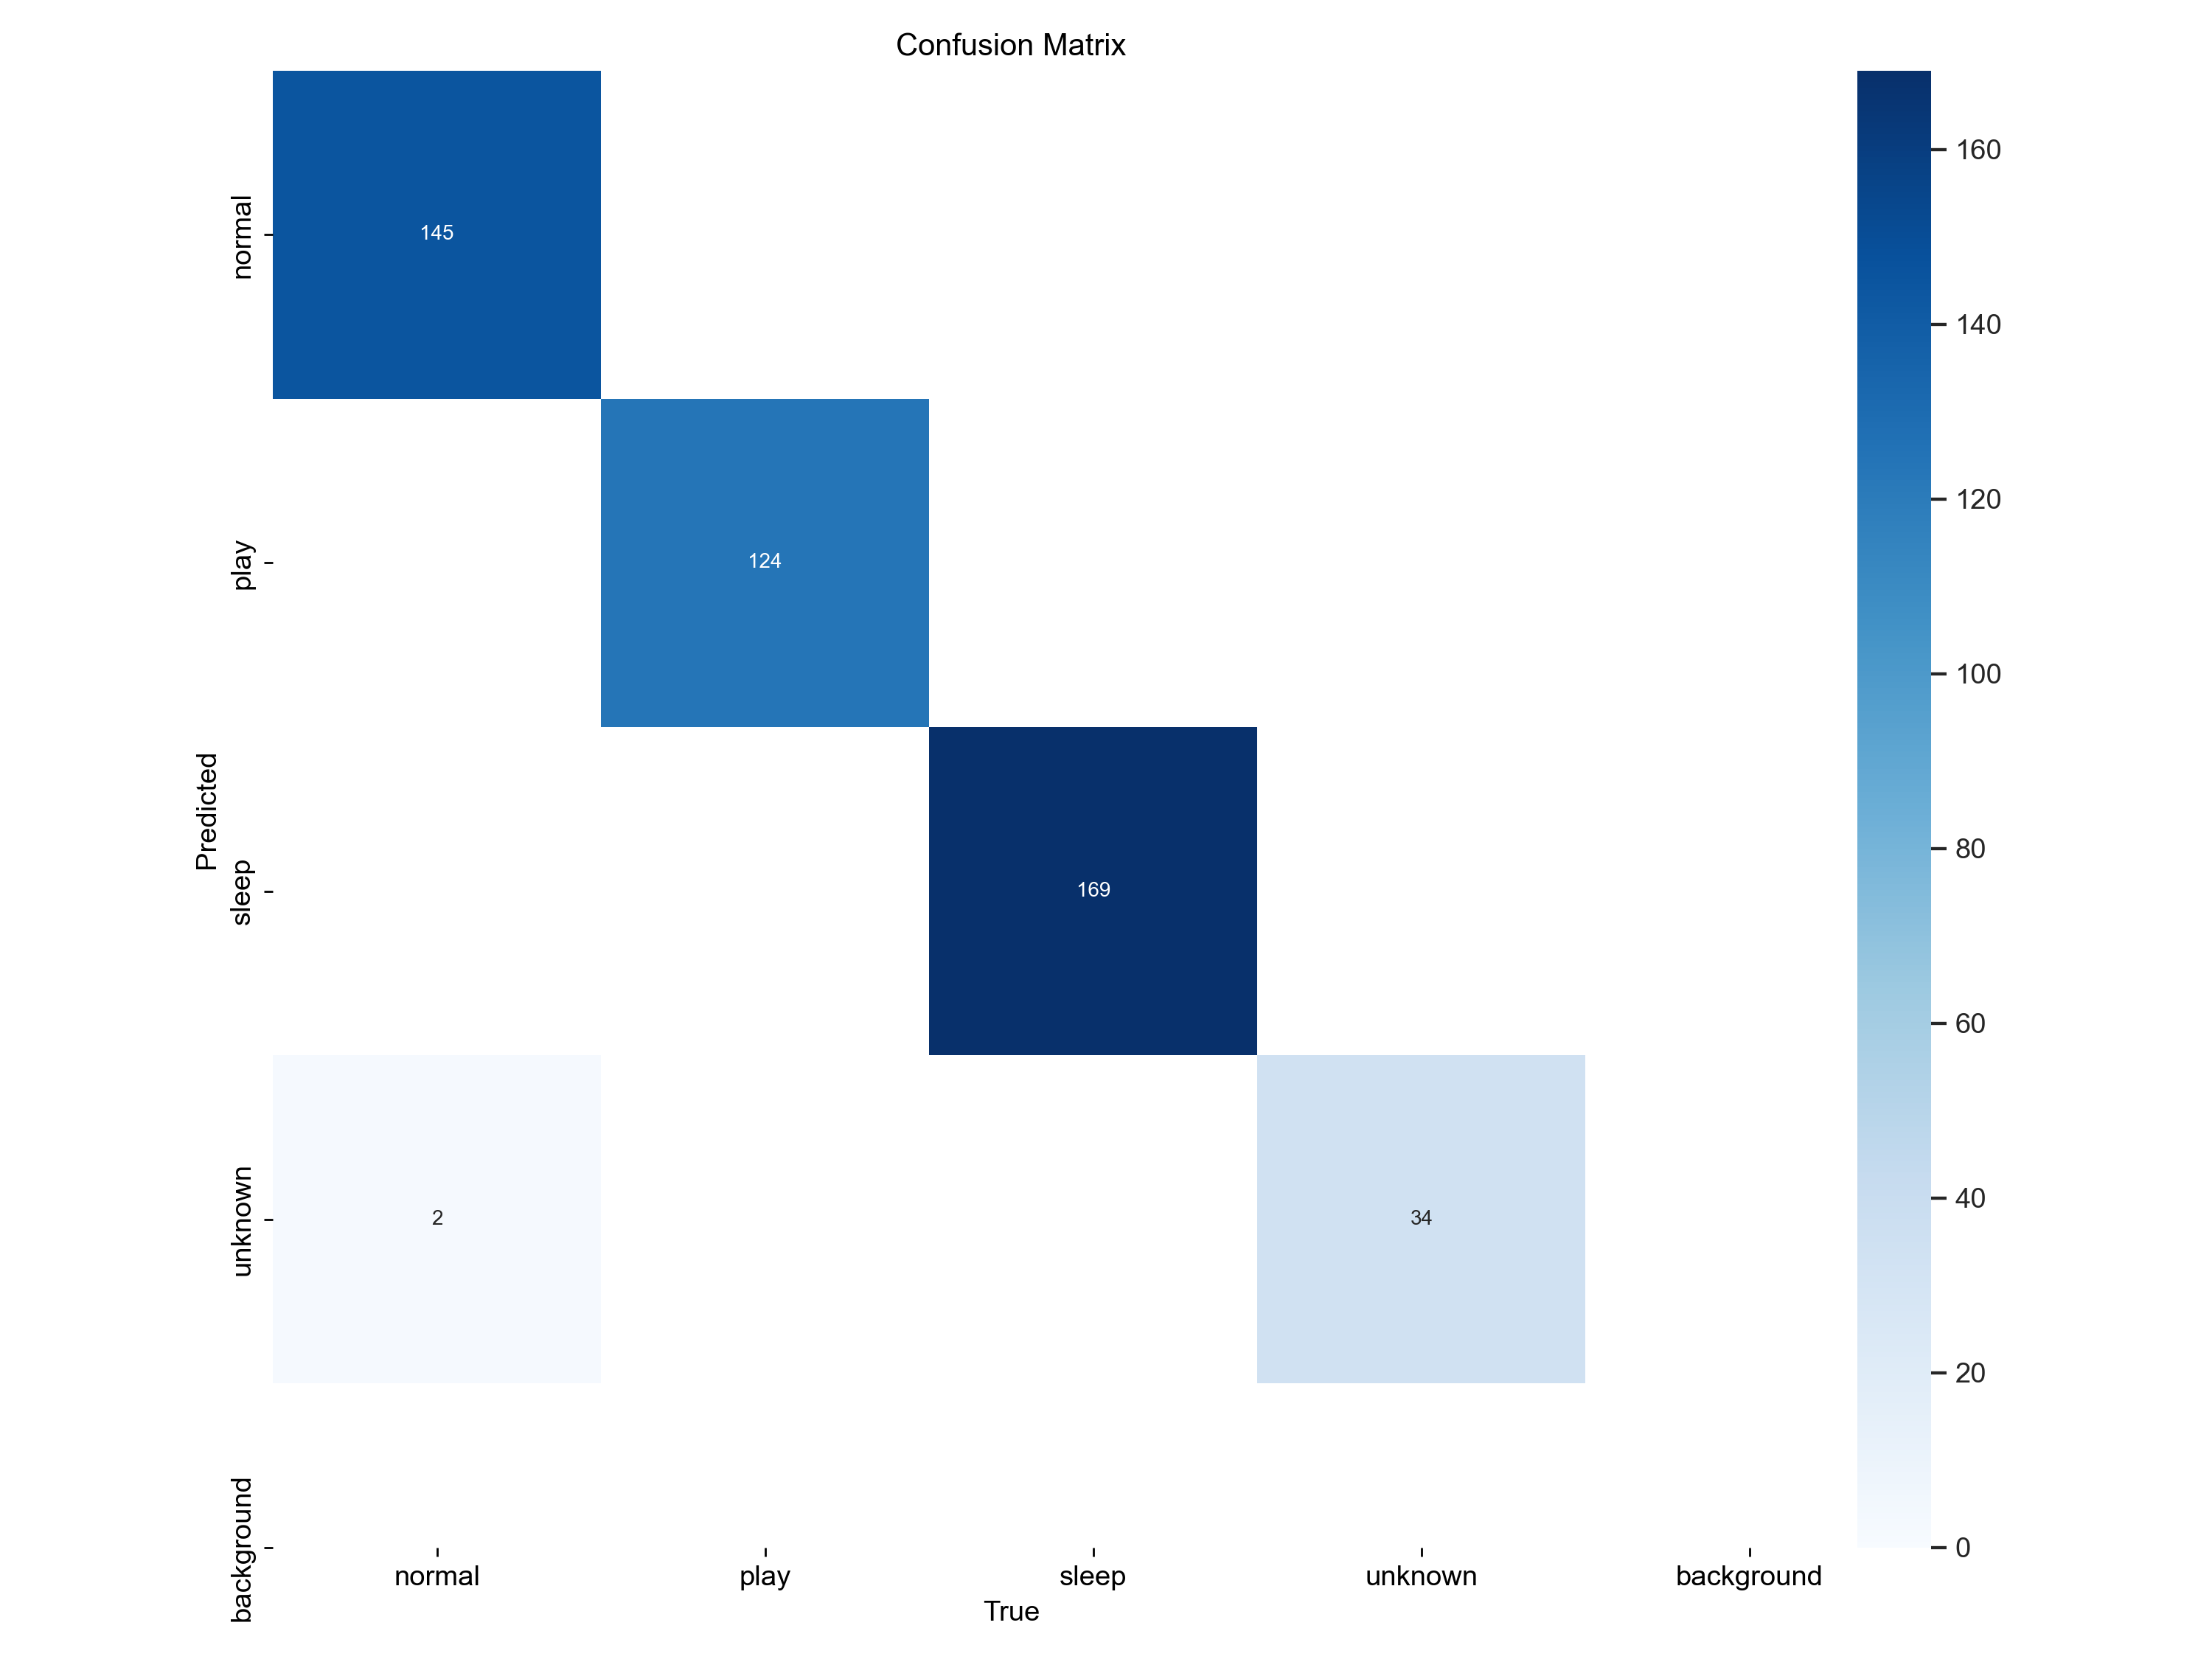 Confusion Matrix
normal
145
play
124
Predicted
sleep
169
unknown
2
34
background
normal
play
sleep
unknown
background
True
160
140
120
100
80
60
40
20
0